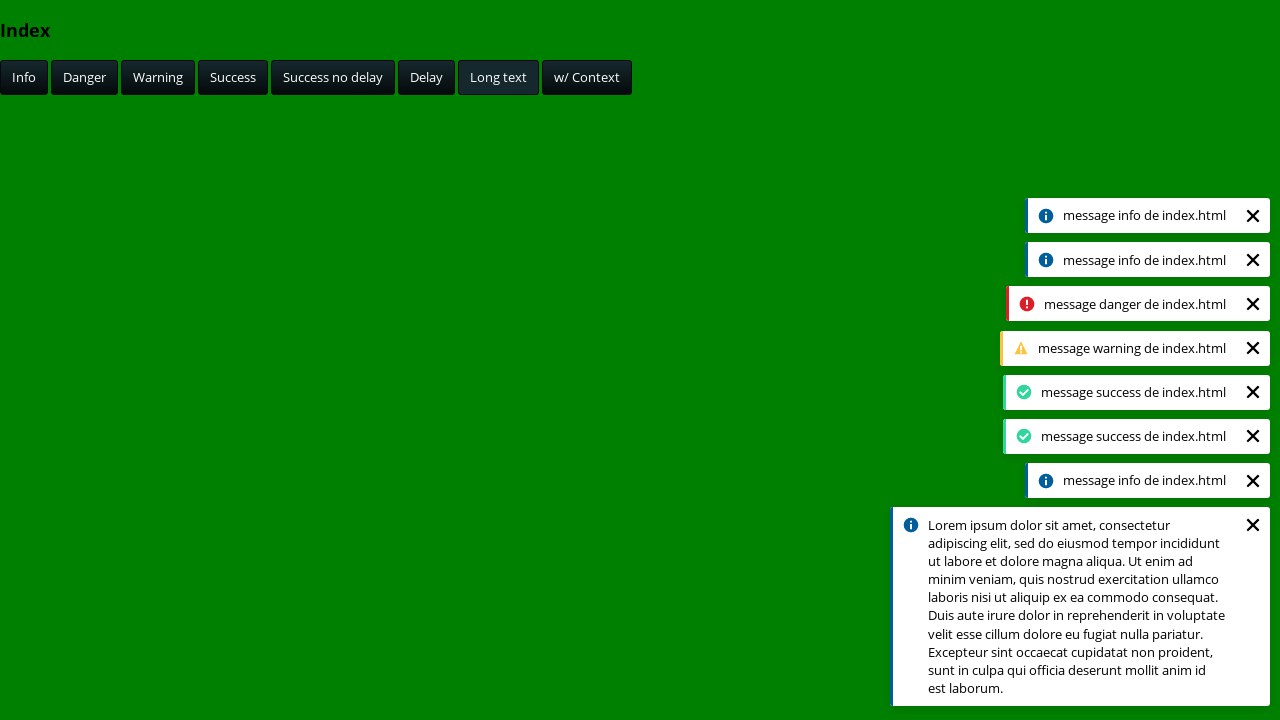 Index
Info Danger Warning Success Success no delay Delay Long text w/ Context
message info de index.html
message info de index.html
message danger de index.html
message warning de index.html
message success de index.html
message success de index.html
message info de index.html
Lorem ipsum dolor sit amet, consectetur
adipiscing elit, sed do eiusmod tempor incididunt
ut labore et dolore magna aliqua. Ut enim ad
minim veniam, quis nostrud exercitation ullamco
laboris nisi ut aliquip ex ea commodo consequat.
Duis aute irure dolor in reprehenderit in voluptate
velit esse cillum dolore eu fugiat nulla pariatur.
Excepteur sint occaecat cupidatat non proident,
sunt in culpa qui officia deserunt mollit anim id
est laborum.